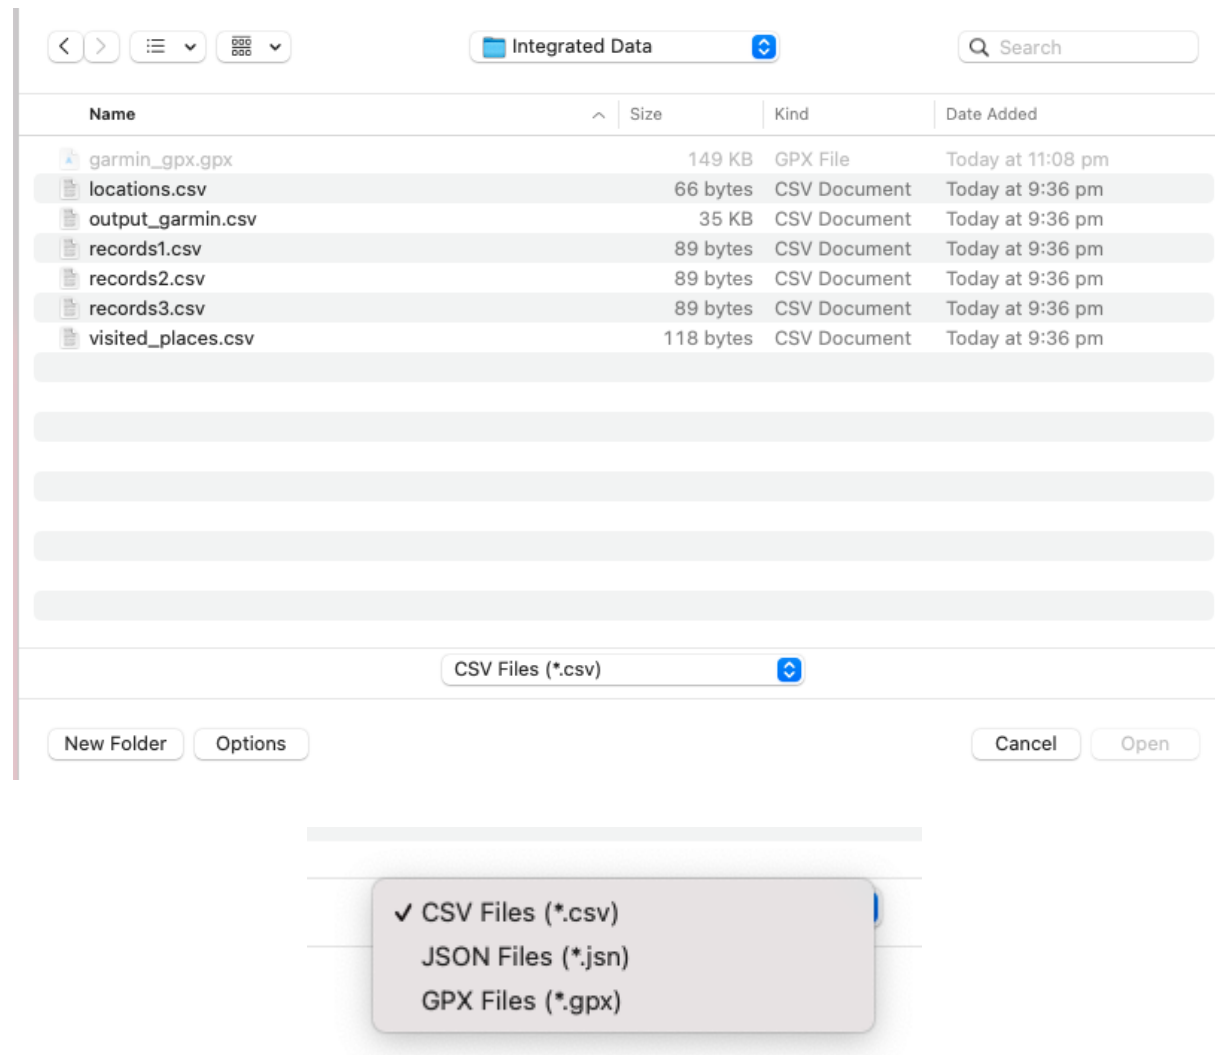 Integrated Data
Search
Name Size Kind Date Added
garmin_gpx.gpx 149 KB GPX File Today at 11:08 pm
locations.csv 66 bytes CSV Document Today at 9:36 pm
output_garmin.csv 35 KB CSV Document Today at 9:36 pm
records1.csv 89 bytes CSV Document Today at 9:36 pm
records2.csv 89 bytes CSV Document Today at 9:36 pm
records3.csv 89 bytes CSV Document Today at 9:36 pm
visited_places.csv 118 bytes CSV Document Today at 9:36 pm
CSV Files (*.csv)
New Folder Options Cancel Open
✓ CSV Files (*.csv)
JSON Files (*.jsn)
GPX Files (*.gpx)